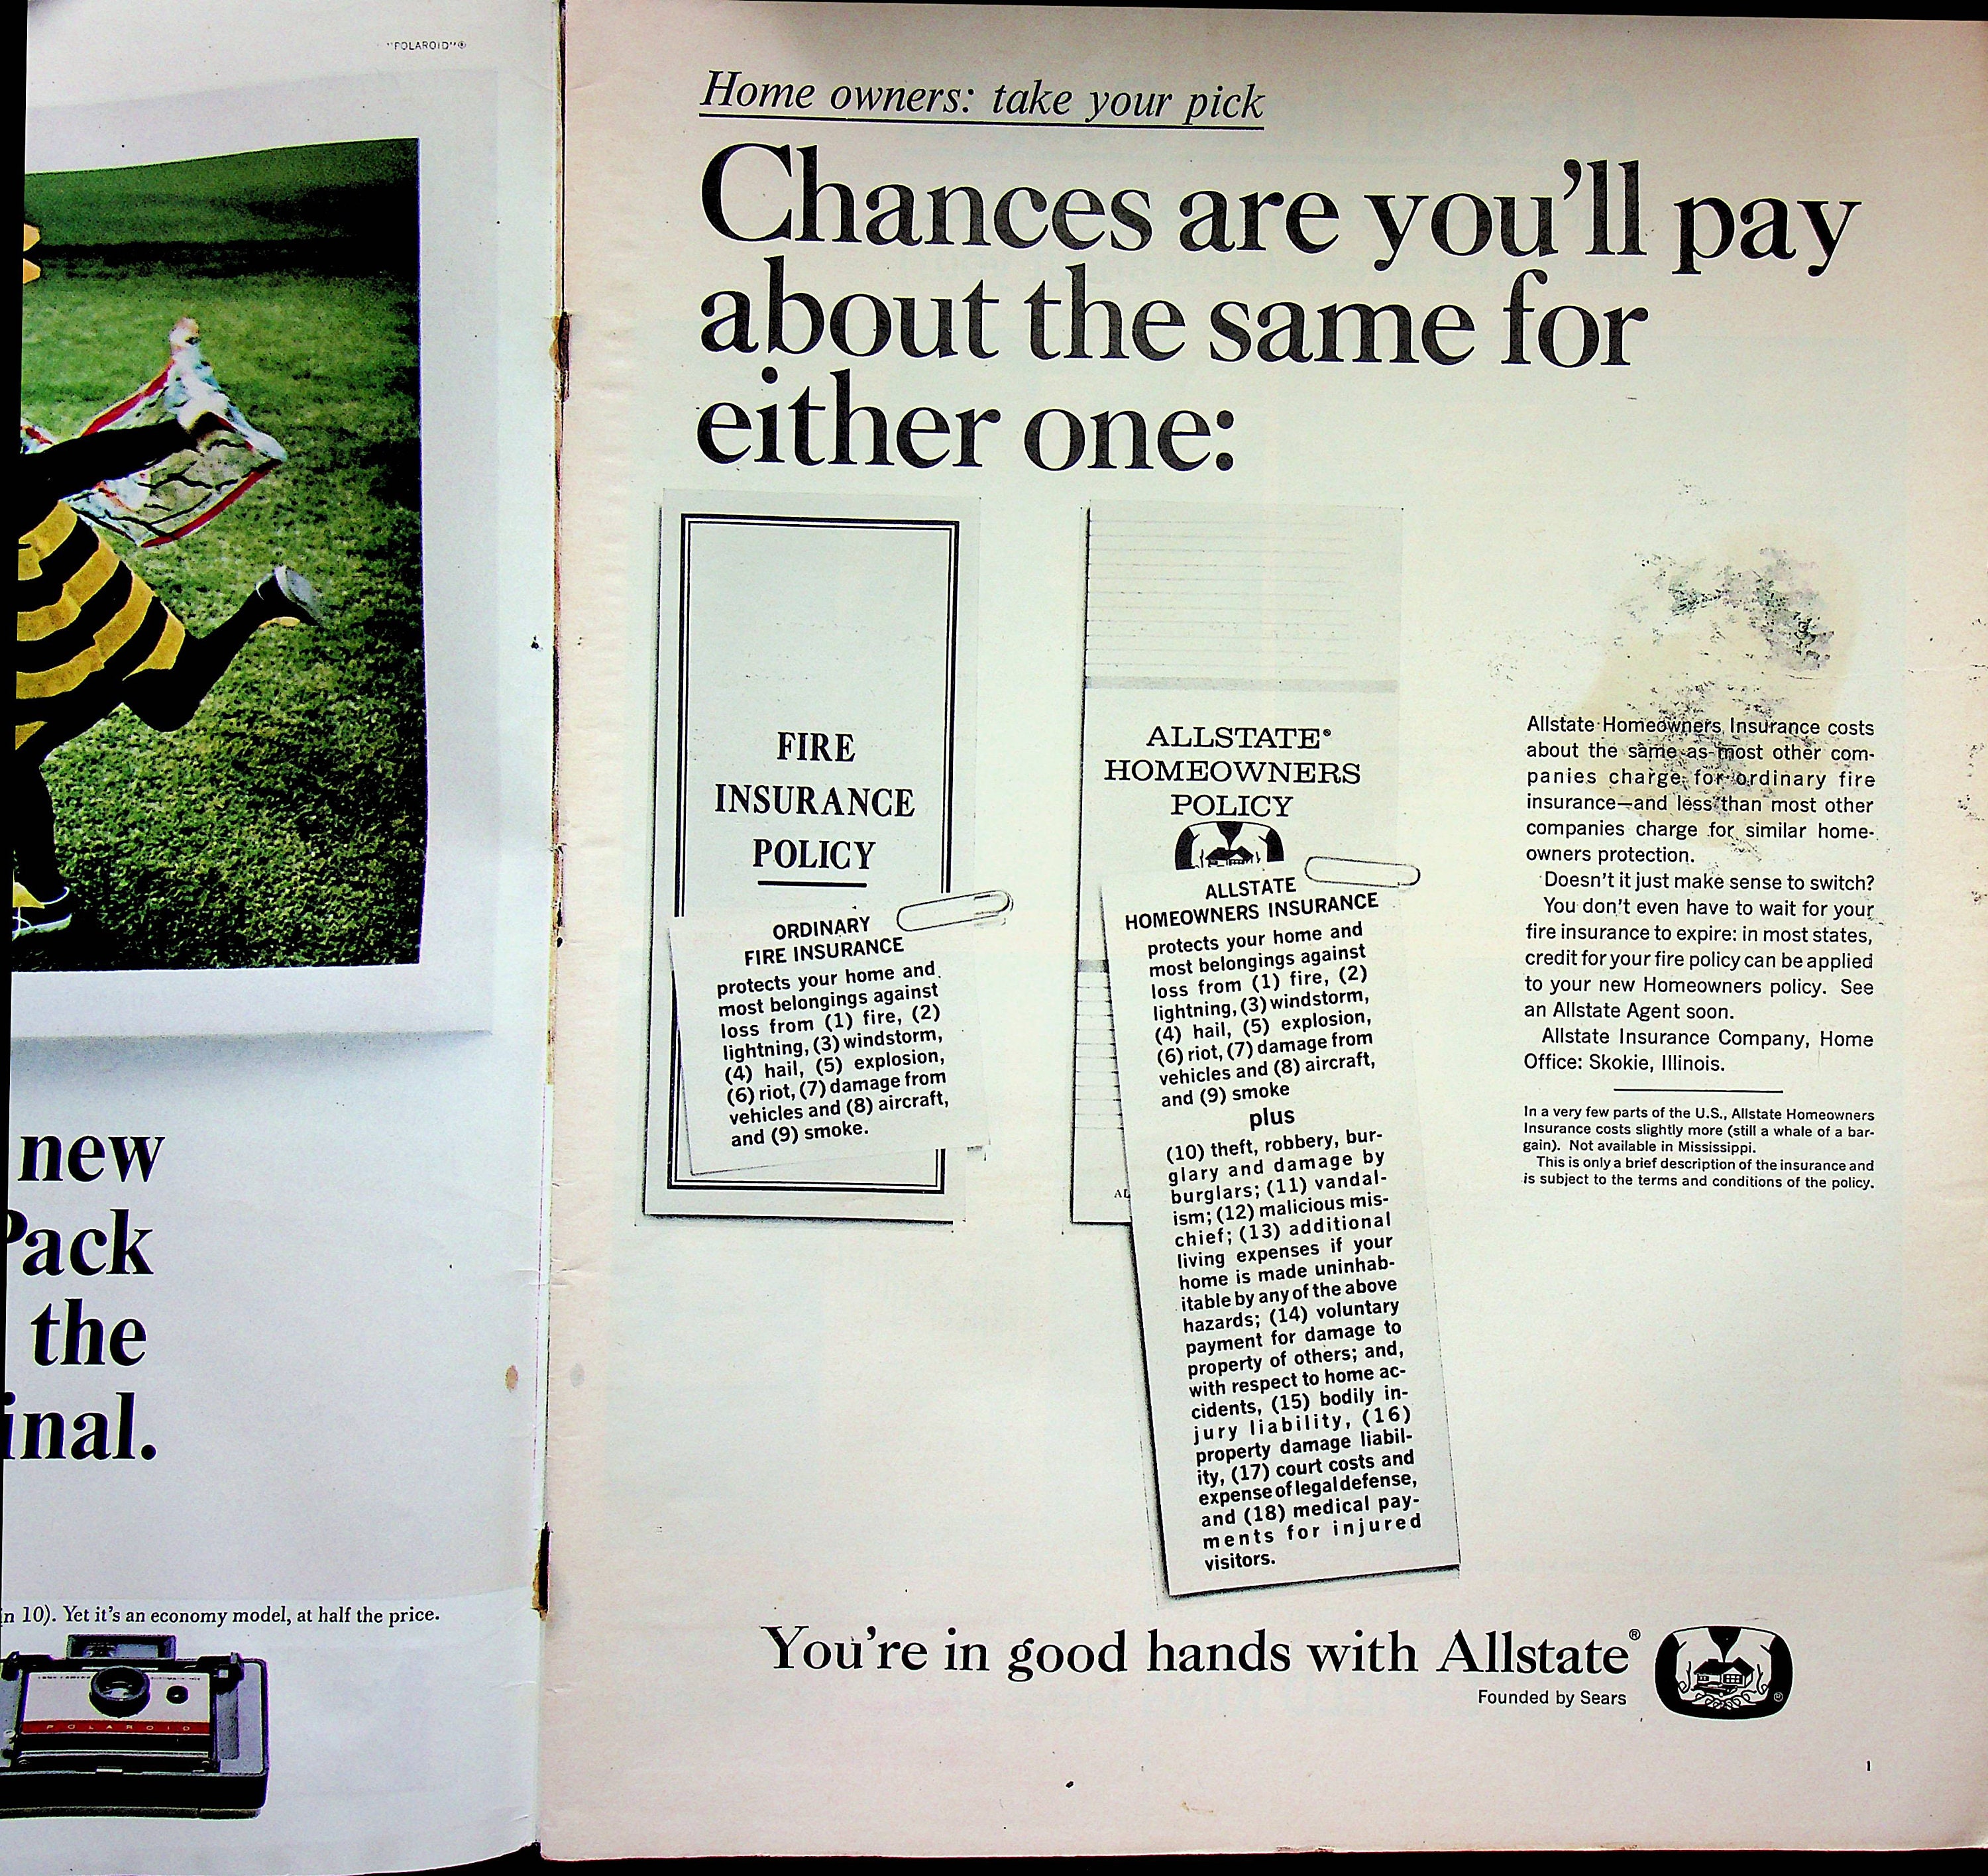 "POLAROID"®
new
Pack
the
inal.
n 10). Yet it's an economy model, at half the price.
POLAROID
Home owners: take your pick
Chances are you'll pay
about the same for
either one:
FIRE
INSURANCE
POLICY
ORDINARY
FIRE INSURANCE
protects your home and
most belongings against
loss from (1) fire, (2)
lightning, (3) windstorm,
(4) hail, (5) explosion,
(6) riot, (7) damage from
vehicles and (8) aircraft,
and (9) smoke.
ALLSTATE®
HOMEOWNERS
POLICY
ALLSTATE
HOMEOWNERS INSURANCE
protects your home and
most belongings against
loss from (1) fire, (2)
lightning, (3) windstorm,
(4) hail, (5) explosion,
(6) riot, (7) damage from
vehicles and (8) aircraft,
and (9) smoke
plus
(10) theft, robbery, bur-
glary and damage by
burglars; (11) vandal-
ism; (12) malicious mis-
chief; (13) additional
living expenses if your
home is made uninhab-
itable by any of the above
hazards; (14) voluntary
payment for damage to
property of others; and,
with respect to home ac-
cidents, (15) bodily in-
jury liability, (16)
property damage liabil-
ity, (17) court costs and
expense of legal defense,
and (18) medical pay-
ments for injured
visitors.
AL
Allstate Homeowners Insurance costs
about the same as most other com-
panies charge for ordinary fire
insurance—and less than most other
companies charge for similar home-
owners protection.
Doesn't it just make sense to switch?
You don't even have to wait for your
fire insurance to expire: in most states,
credit for your fire policy can be applied
to your new Homeowners policy. See
an Allstate Agent soon.
Allstate Insurance Company, Home
Office: Skokie, Illinois.
In a very few parts of the U.S., Allstate Homeowners
Insurance costs slightly more (still a whale of a bar-
gain). Not available in Mississippi.
This is only a brief description of the insurance and
is subject to the terms and conditions of the policy.
You're in good hands with Allstate®
Founded by Sears
1